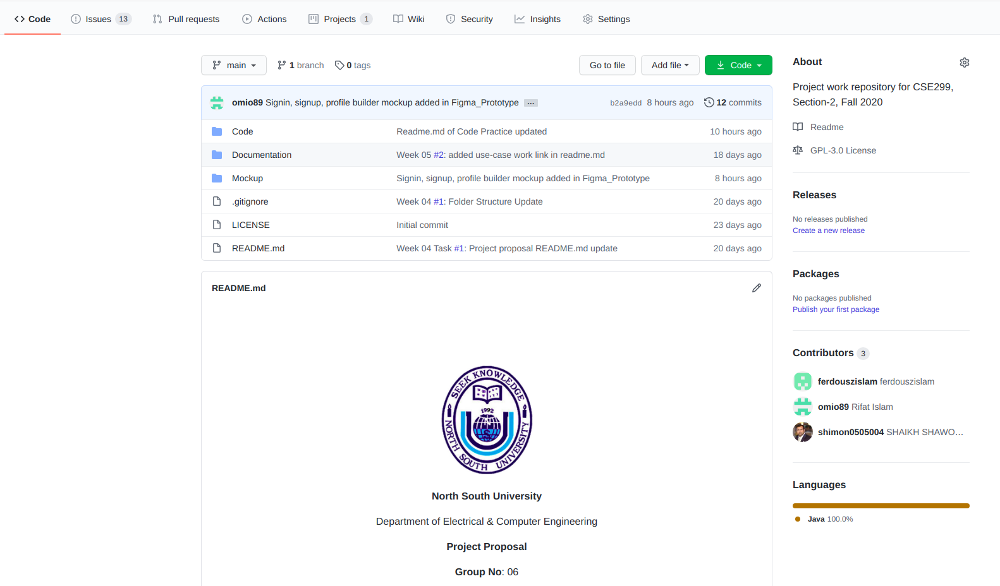 Code Issues 13 Pull requests Actions Projects 1 Wiki Security Insights Settings
main 1 branch 0 tags Go to file Add file Code
omio89 Signin, signup, profile builder mockup added in Figma_Prototype ... b2a9edd 8 hours ago 12 commits
Code Readme.md of Code Practice updated 10 hours ago
Documentation Week 05 #2: added use-case work link in readme.md 18 days ago
Mockup Signin, signup, profile builder mockup added in Figma_Prototype 8 hours ago
.gitignore Week 04 #1: Folder Structure Update 20 days ago
LICENSE Initial commit 23 days ago
README.md Week 04 Task #1: Project proposal README.md update 20 days ago
README.md
SEEK KNOWLEDGE
1992
NORTH SOUTH UNIVERSITY
North South University
Department of Electrical & Computer Engineering
Project Proposal
Group No: 06
About
Project work repository for CSE299,
Section-2, Fall 2020
Readme
GPL-3.0 License
Releases
No releases published
Create a new release
Packages
No packages published
Publish your first package
Contributors 3
ferdouszislam ferdouszislam
omio89 Rifat Islam
shimon0505004 SHAIKH SHAWO...
Languages
Java 100.0%